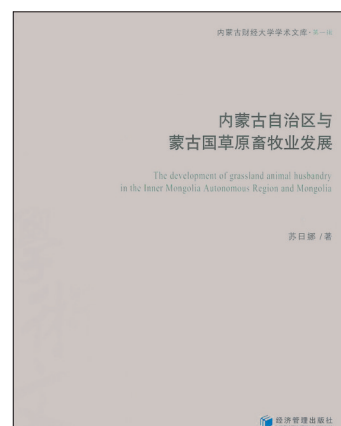 内蒙古财经大学学术文库·第一辑
内蒙古自治区与
蒙古国草原畜牧业发展
The development of grassland animal husbandry
in the Inner Mongolia Autonomous Region and Mongolia
苏日娜 / 著
经济管理出版社